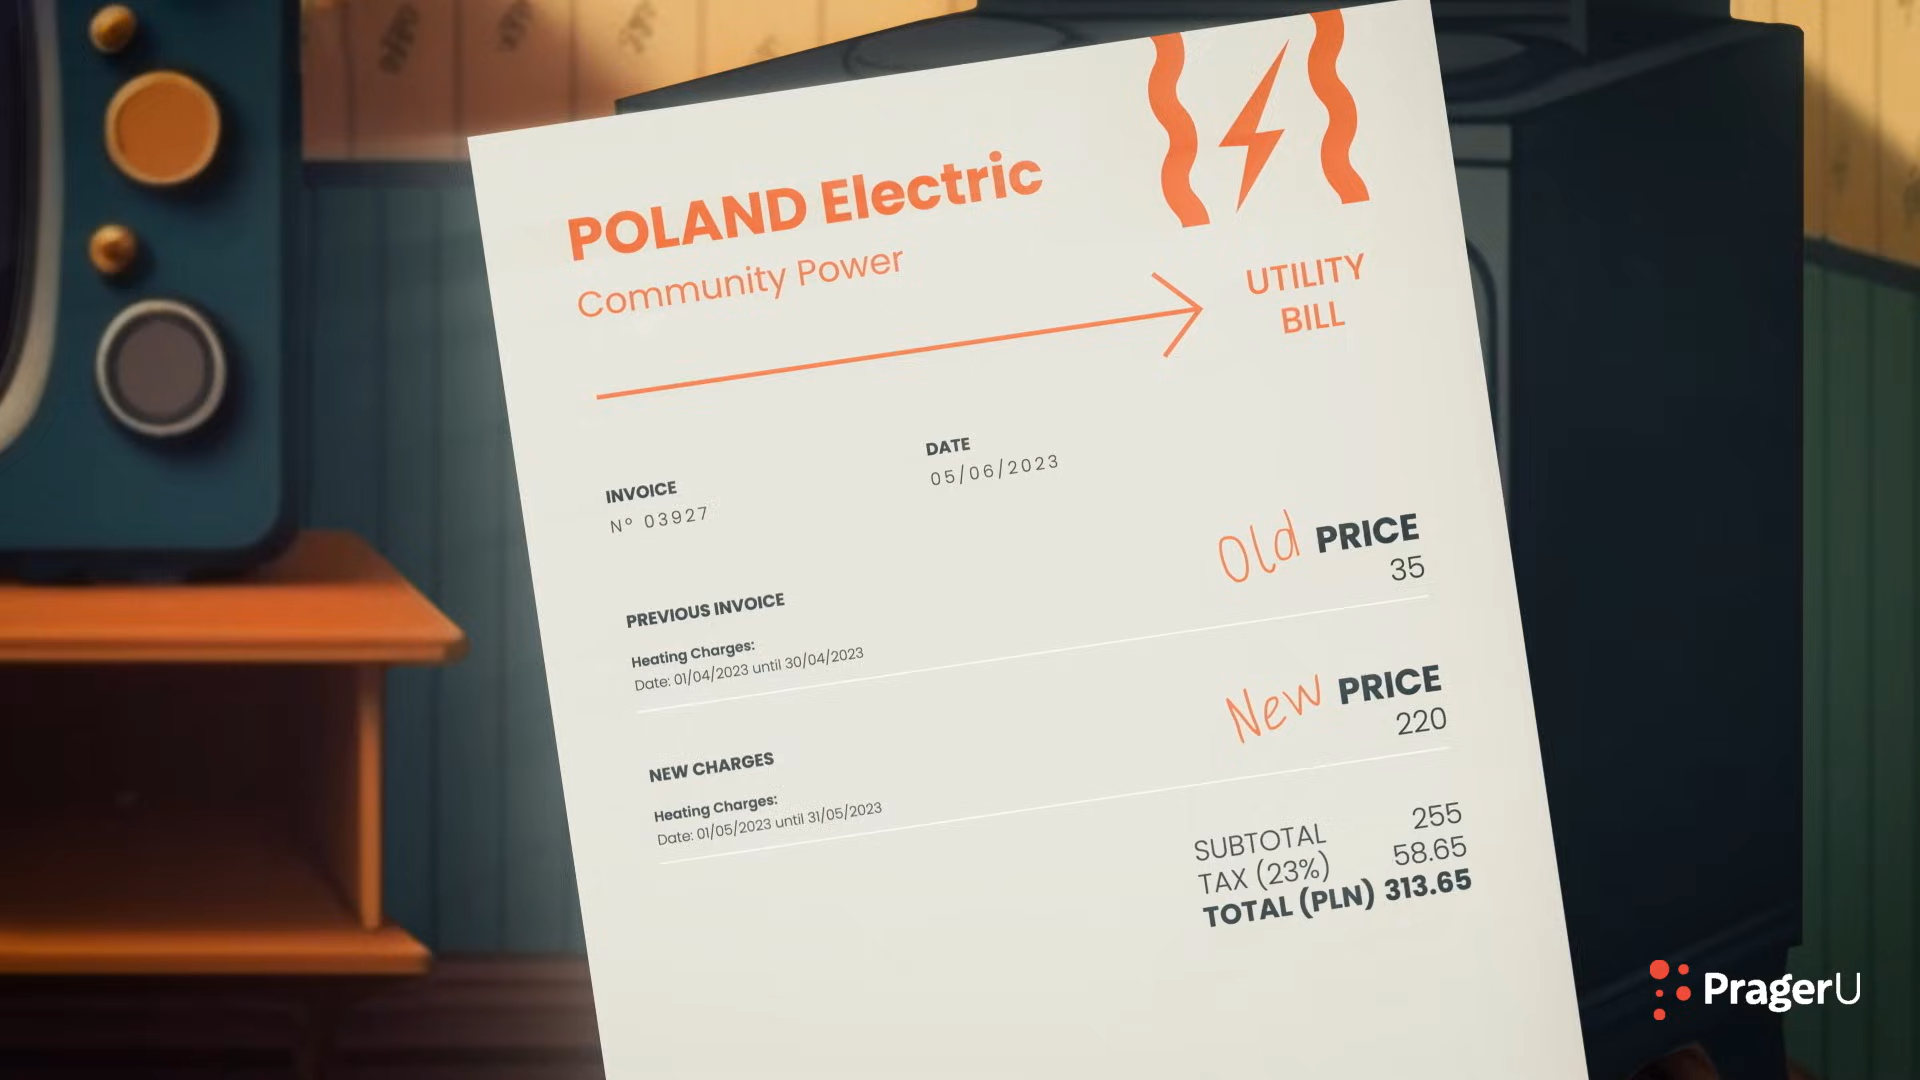 POLAND Electric
Community Power
UTILITY
BILL
INVOICE
Nº 03927
DATE
05/06/2023
Old PRICE
35
PREVIOUS INVOICE
Heating Charges:
Date: 01/04/2023 until 30/04/2023
New PRICE
220
NEW CHARGES
Heating Charges:
Date: 01/05/2023 until 31/05/2023
SUBTOTAL 255
TAX (23%) 58.65
TOTAL (PLN) 313.65
PragerU